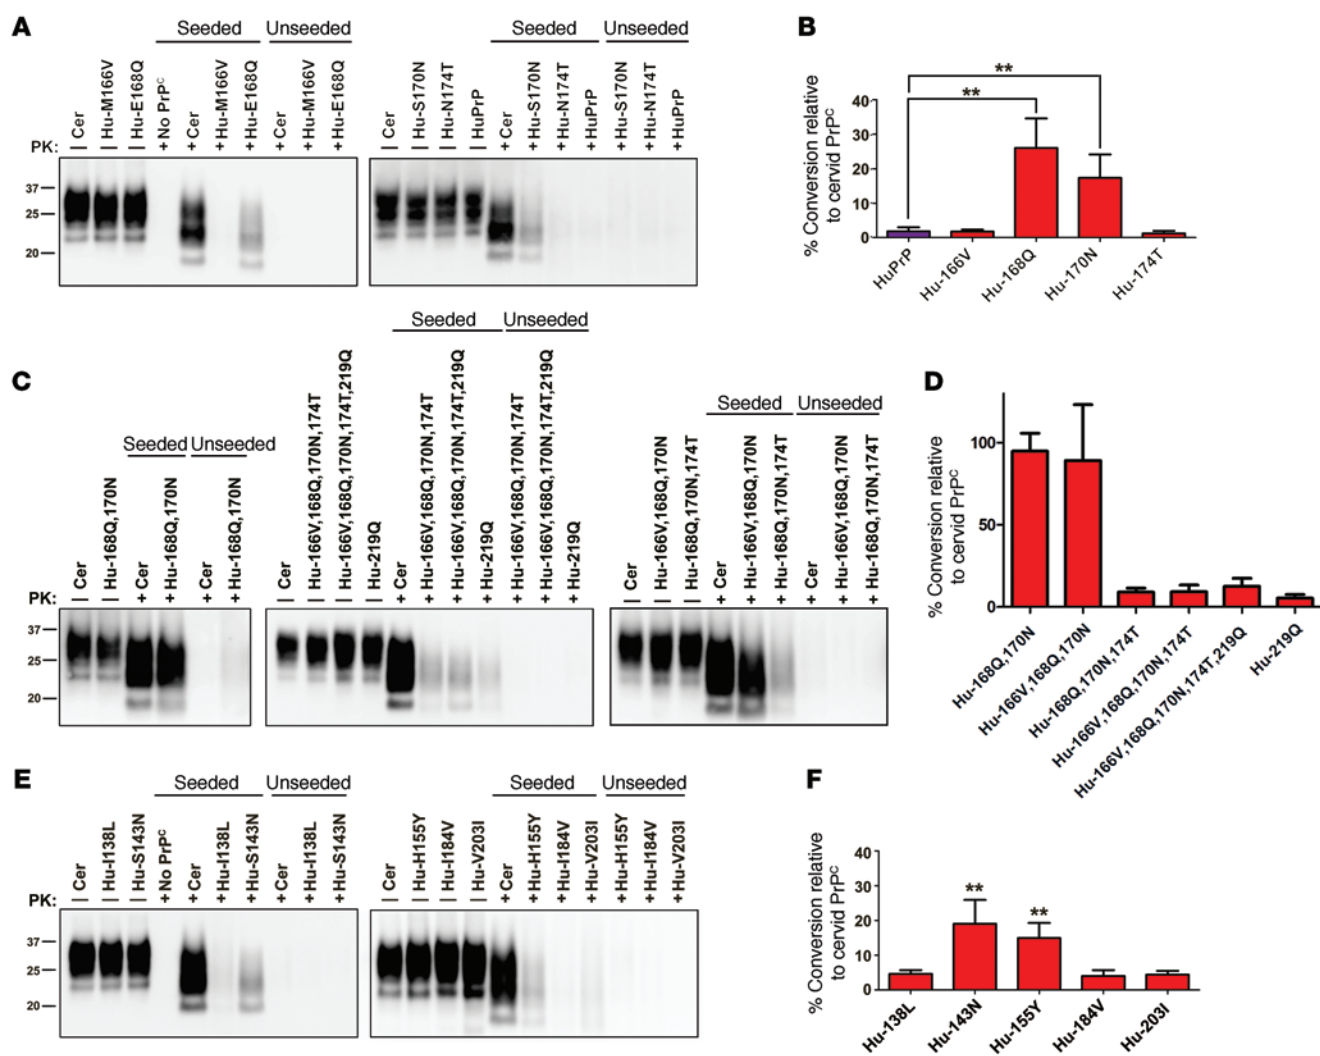 A
Seeded
Unseeded
Seeded
Unseeded
Cer
Hu-M166V
Hu-E168Q
No PrPᶜ
Cer
Hu-M166V
Hu-E168Q
Cer
Hu-M166V
Hu-E168Q
Cer
Hu-S170N
Hu-N174T
HuPrP
Cer
Hu-S170N
Hu-N174T
HuPrP
Hu-S170N
Hu-N174T
HuPrP
PK: — — — + + + + + + + — — — — + + + + + + +
37
25
20
B
% Conversion relative
to cervid PrPᶜ
**
**
40
30
20
10
0
HuPrP
Hu-166V
Hu-168Q
Hu-170N
Hu-174T
C
Seeded
Unseeded
Seeded
Unseeded
Seeded
Unseeded
Cer
Hu-168Q,170N
Cer
Hu-168Q,170N
Cer
Hu-168Q,170N
Cer
Hu-166V,168Q,170N,174T
Hu-166V,168Q,170N,174T,219Q
Hu-219Q
Cer
Hu-166V,168Q,170N,174T
Hu-166V,168Q,170N,174T,219Q
Hu-219Q
Hu-166V,168Q,170N,174T
Hu-166V,168Q,170N,174T,219Q
Hu-219Q
Cer
Hu-166V,168Q,170N
Hu-168Q,170N,174T
Cer
Hu-166V,168Q,170N
Hu-168Q,170N,174T
Cer
Hu-166V,168Q,170N
Hu-168Q,170N,174T
PK: — — + + + + — — — — + + + + + + + — — — + + + + + +
37
25
20
D
% Conversion relative
to cervid PrPᶜ
100
50
0
Hu-168Q,170N
Hu-166V,168Q,170N
Hu-168Q,170N,174T
Hu-166V,168Q,170N,174T
Hu-166V,168Q,170N,174T,219Q
Hu-219Q
E
Seeded
Unseeded
Seeded
Unseeded
Cer
Hu-I138L
Hu-S143N
No PrPᶜ
Cer
Hu-I138L
Hu-S143N
Cer
Hu-I138L
Hu-S143N
Cer
Hu-H155Y
Hu-I184V
Hu-V203I
Cer
Hu-H155Y
Hu-I184V
Hu-V203I
Hu-H155Y
Hu-I184V
Hu-V203I
PK: — — — + + + + + + + — — — — + + + + + + +
37
25
20
F
% Conversion relative
to cervid PrPᶜ
40
30
20
10
0
**
**
Hu-138L
Hu-143N
Hu-155Y
Hu-184V
Hu-203I